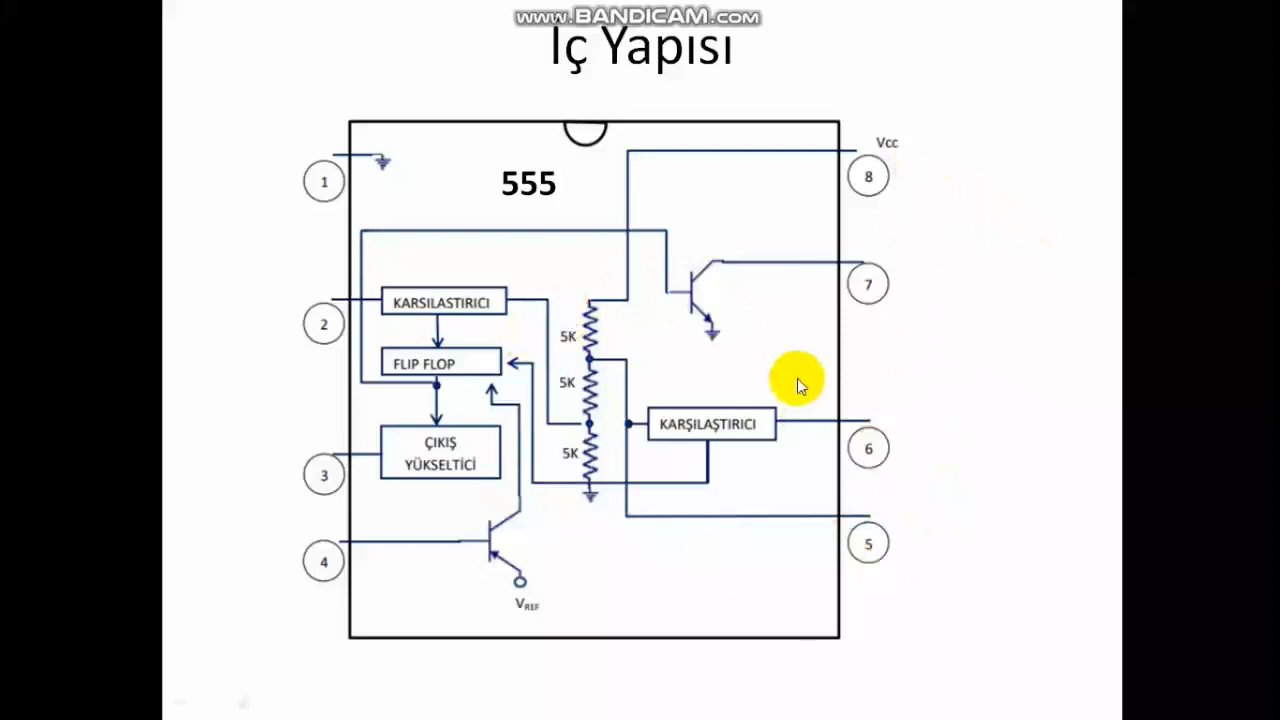 www.BANDICAM.com
İç Yapısı
Vcc
1
8
555
7
2
KARSILASTIRICI
5K
FLIP FLOP
5K
KARŞILAŞTIRICI
6
ÇIKIŞ
YÜKSELTİCİ
5K
3
4
5
VREF